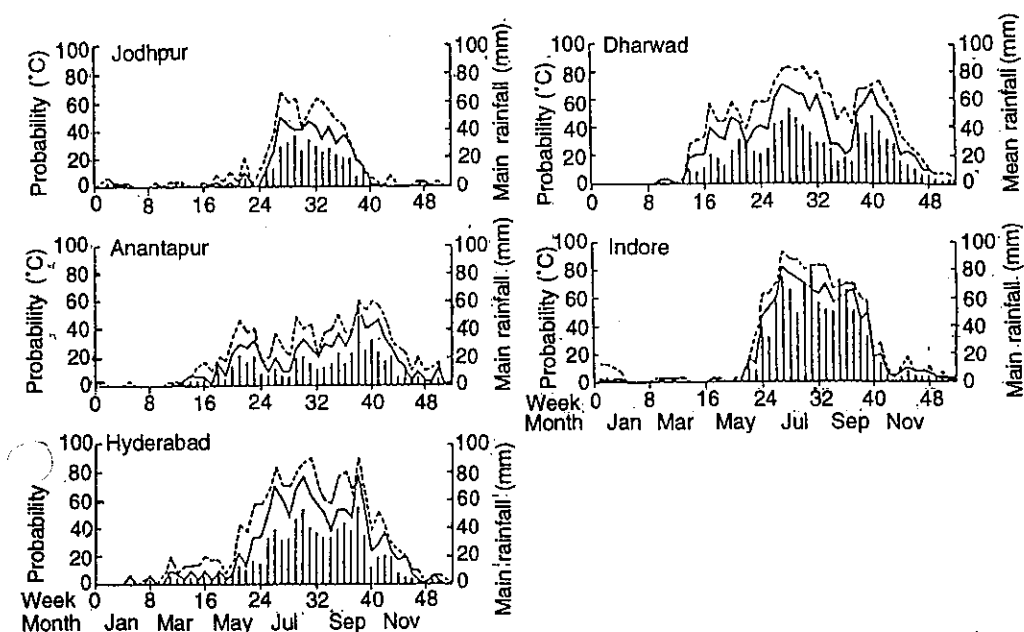 Jodhpur
Probability (°C)
100
80
60
40
20
0
100
80
60
40
20
0
Main rainfall (mm)
0 8 16 24 32 40 48
Dharwad
Probability (°C)
100
80
60
40
20
0
100
80
60
40
20
0
Mean rainfall (mm)
0 8 16 24 32 40 48
Anantapur
Probability (°C)
100
80
60
40
20
0
100
80
60
40
20
0
Main rainfall (mm)
0 8 16 24 32 40 48
Indore
Probability (°C)
100
80
60
40
20
0
100
80
60
40
20
0
Main rainfall (mm)
Week 0 8 16 24 32 40 48
Month Jan Mar May Jul Sep Nov
Hyderabad
Probability
100
80
60
40
20
0
100
80
60
40
20
0
Main rainfall (mm)
Week 0 8 16 24 32 40 48
Month Jan Mar May Jul Sep Nov